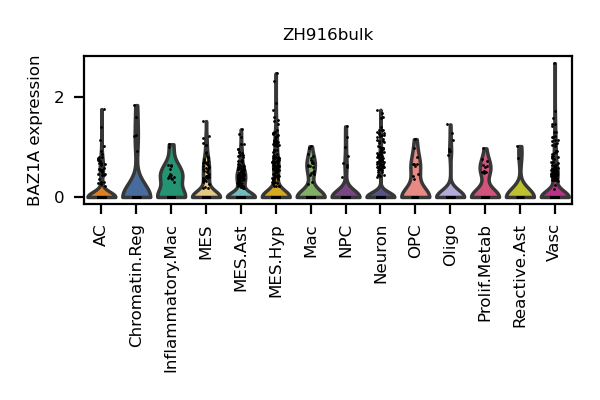 ZH916bulk
BAZ1A expression
2
0
AC
Chromatin.Reg
Inflammatory.Mac
MES
MES.Ast
MES.Hyp
Mac
NPC
Neuron
OPC
Oligo
Prolif.Metab
Reactive.Ast
Vasc